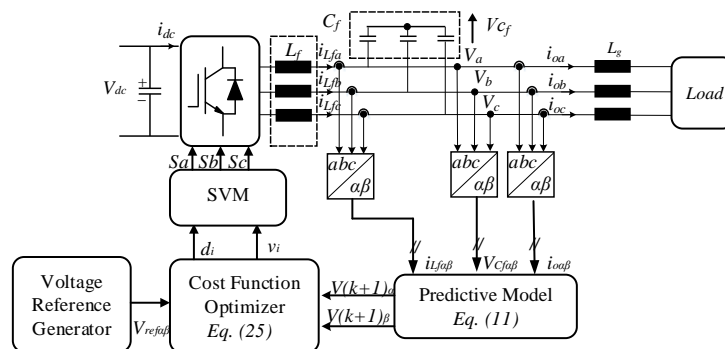 C_f
Vc_f
i_dc
L_f
i_Lfa
V_a
i_oa
L_g
V_dc
+
−
i_Lfb
V_b
i_ob
Load
i_Lfc
V_c
i_oc
Sa Sb Sc
abc
αβ
abc
αβ
abc
αβ
SVM
d_i
v_i
i_Lfαβ
V_Cfαβ
i_oαβ
Voltage
Reference
Generator
V_refαβ
Cost Function
Optimizer
Eq. (25)
V(k+1)_α
V(k+1)_β
Predictive Model
Eq. (11)